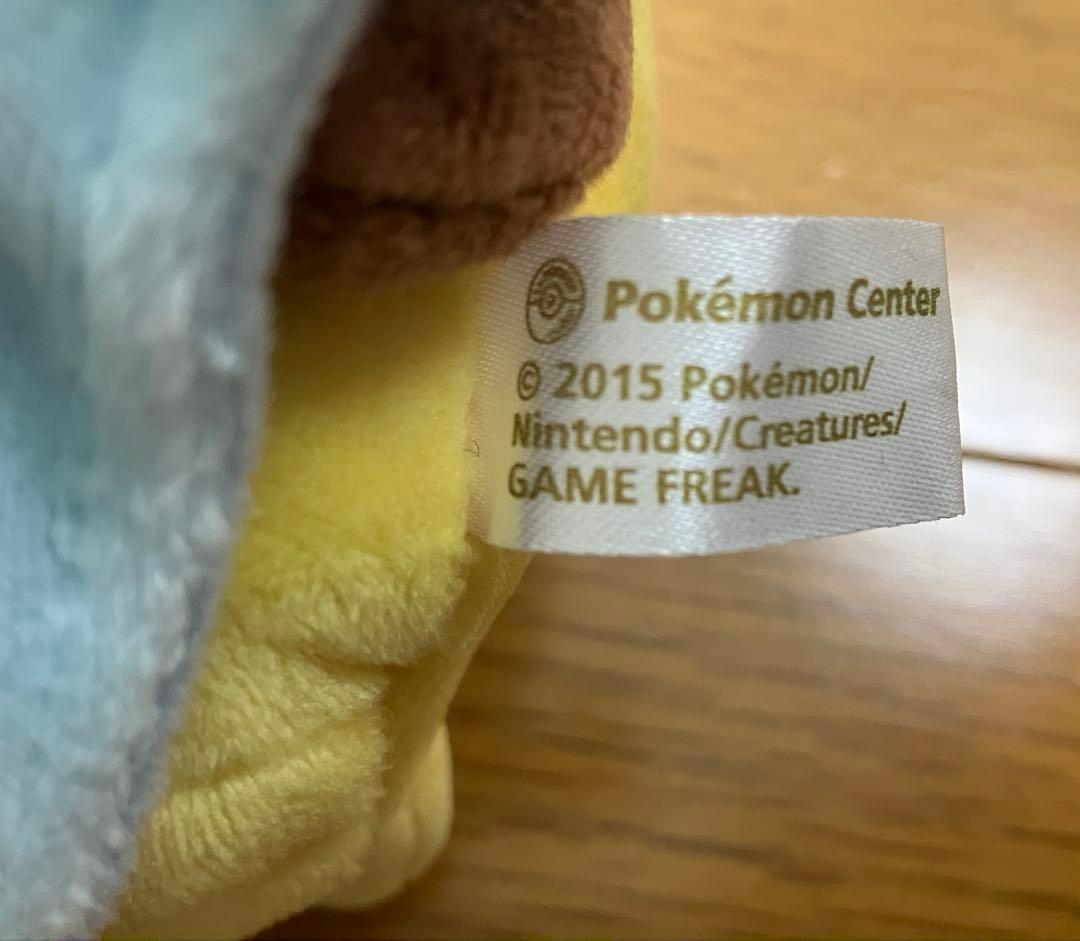 Pokémon Center
© 2015 Pokémon/
Nintendo/Creatures/
GAME FREAK.